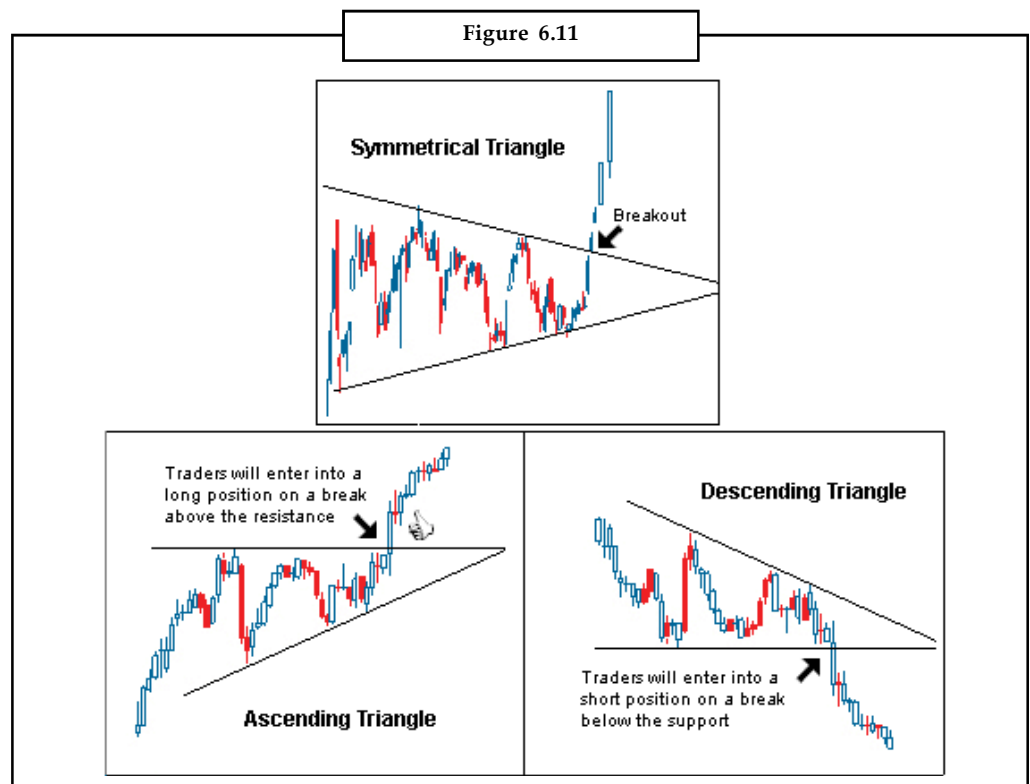 Figure 6.11
Symmetrical Triangle
Breakout
Traders will enter into a
long position on a break
above the resistance
Ascending Triangle
Descending Triangle
Traders will enter into a
short position on a break
below the support